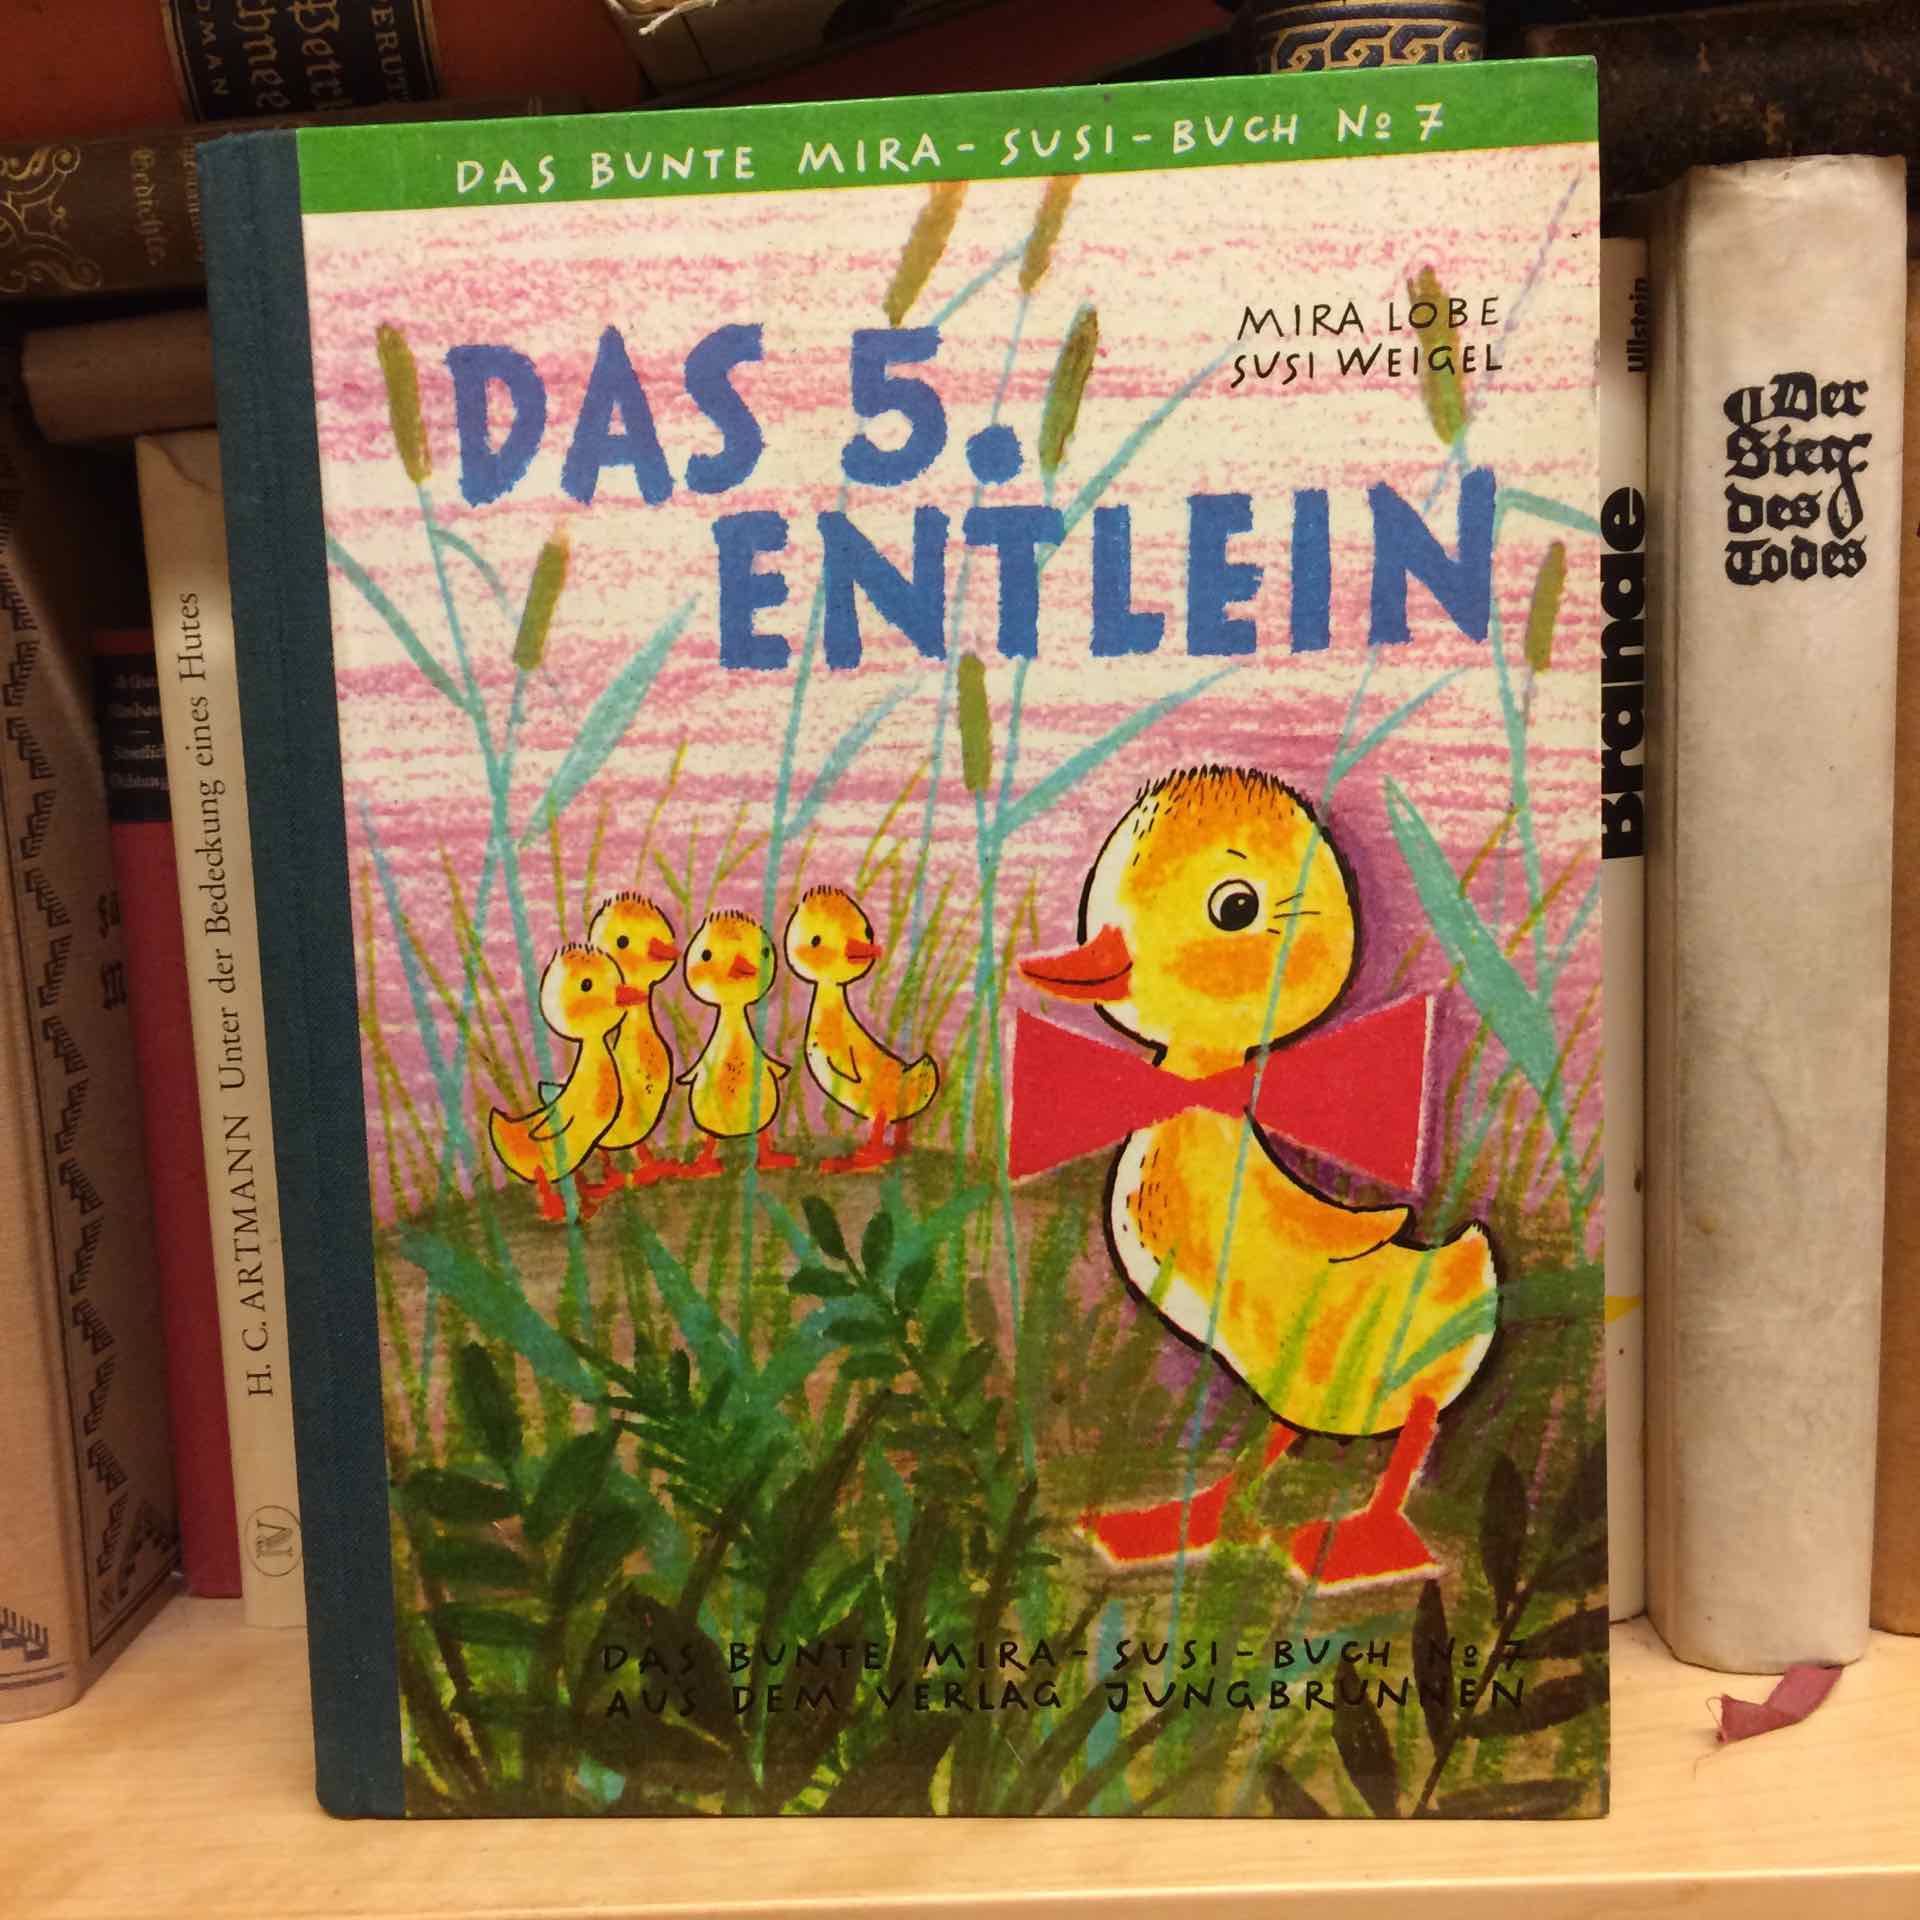 DAS BUNTE MIRA-SUSI-BUCH No 7
MIRA LOBE
SUSI WEIGEL
DAS 5.
ENTLEIN
DAS BUNTE MIRA-SUSI-BUCH No 7
AUS DEM VERLAG JUNGBRUNNEN
H. C. ARTMANN Unter der Bedeckung eines Hutes
Ullstein
Brande
Der
Sieg
des
Todes
ROMAN